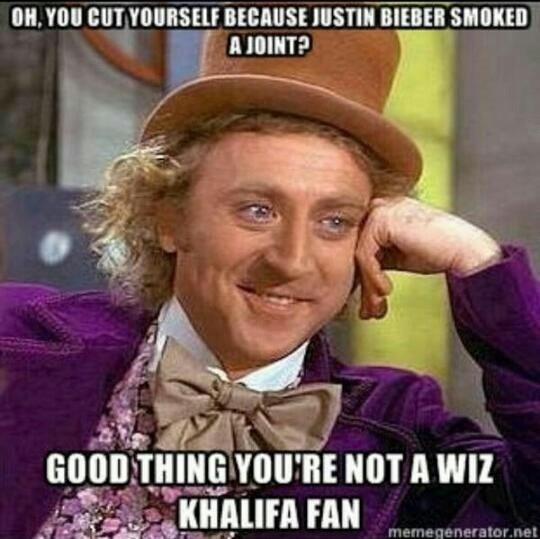 OH, YOU CUT YOURSELF BECAUSE JUSTIN BIEBER SMOKED
A JOINT?
GOOD THING YOU'RE NOT A WIZ
KHALIFA FAN
memegenerator.net